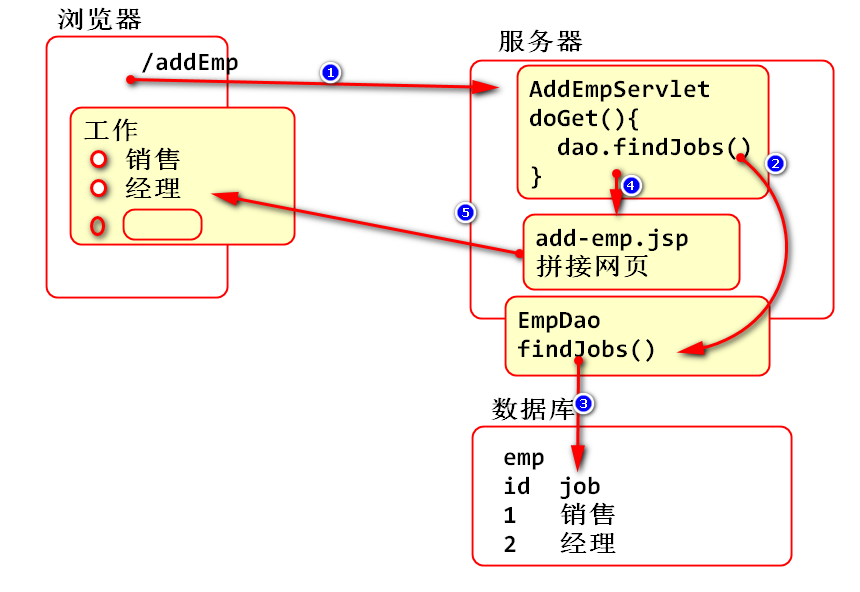 浏览器
/addEmp
1
工作
销售
经理
服务器
AddEmpServlet
doGet(){
dao.findJobs()
}
2
4
5
add-emp.jsp
拼接网页
EmpDao
findJobs()
3
数据库
emp
id job
1 销售
2 经理